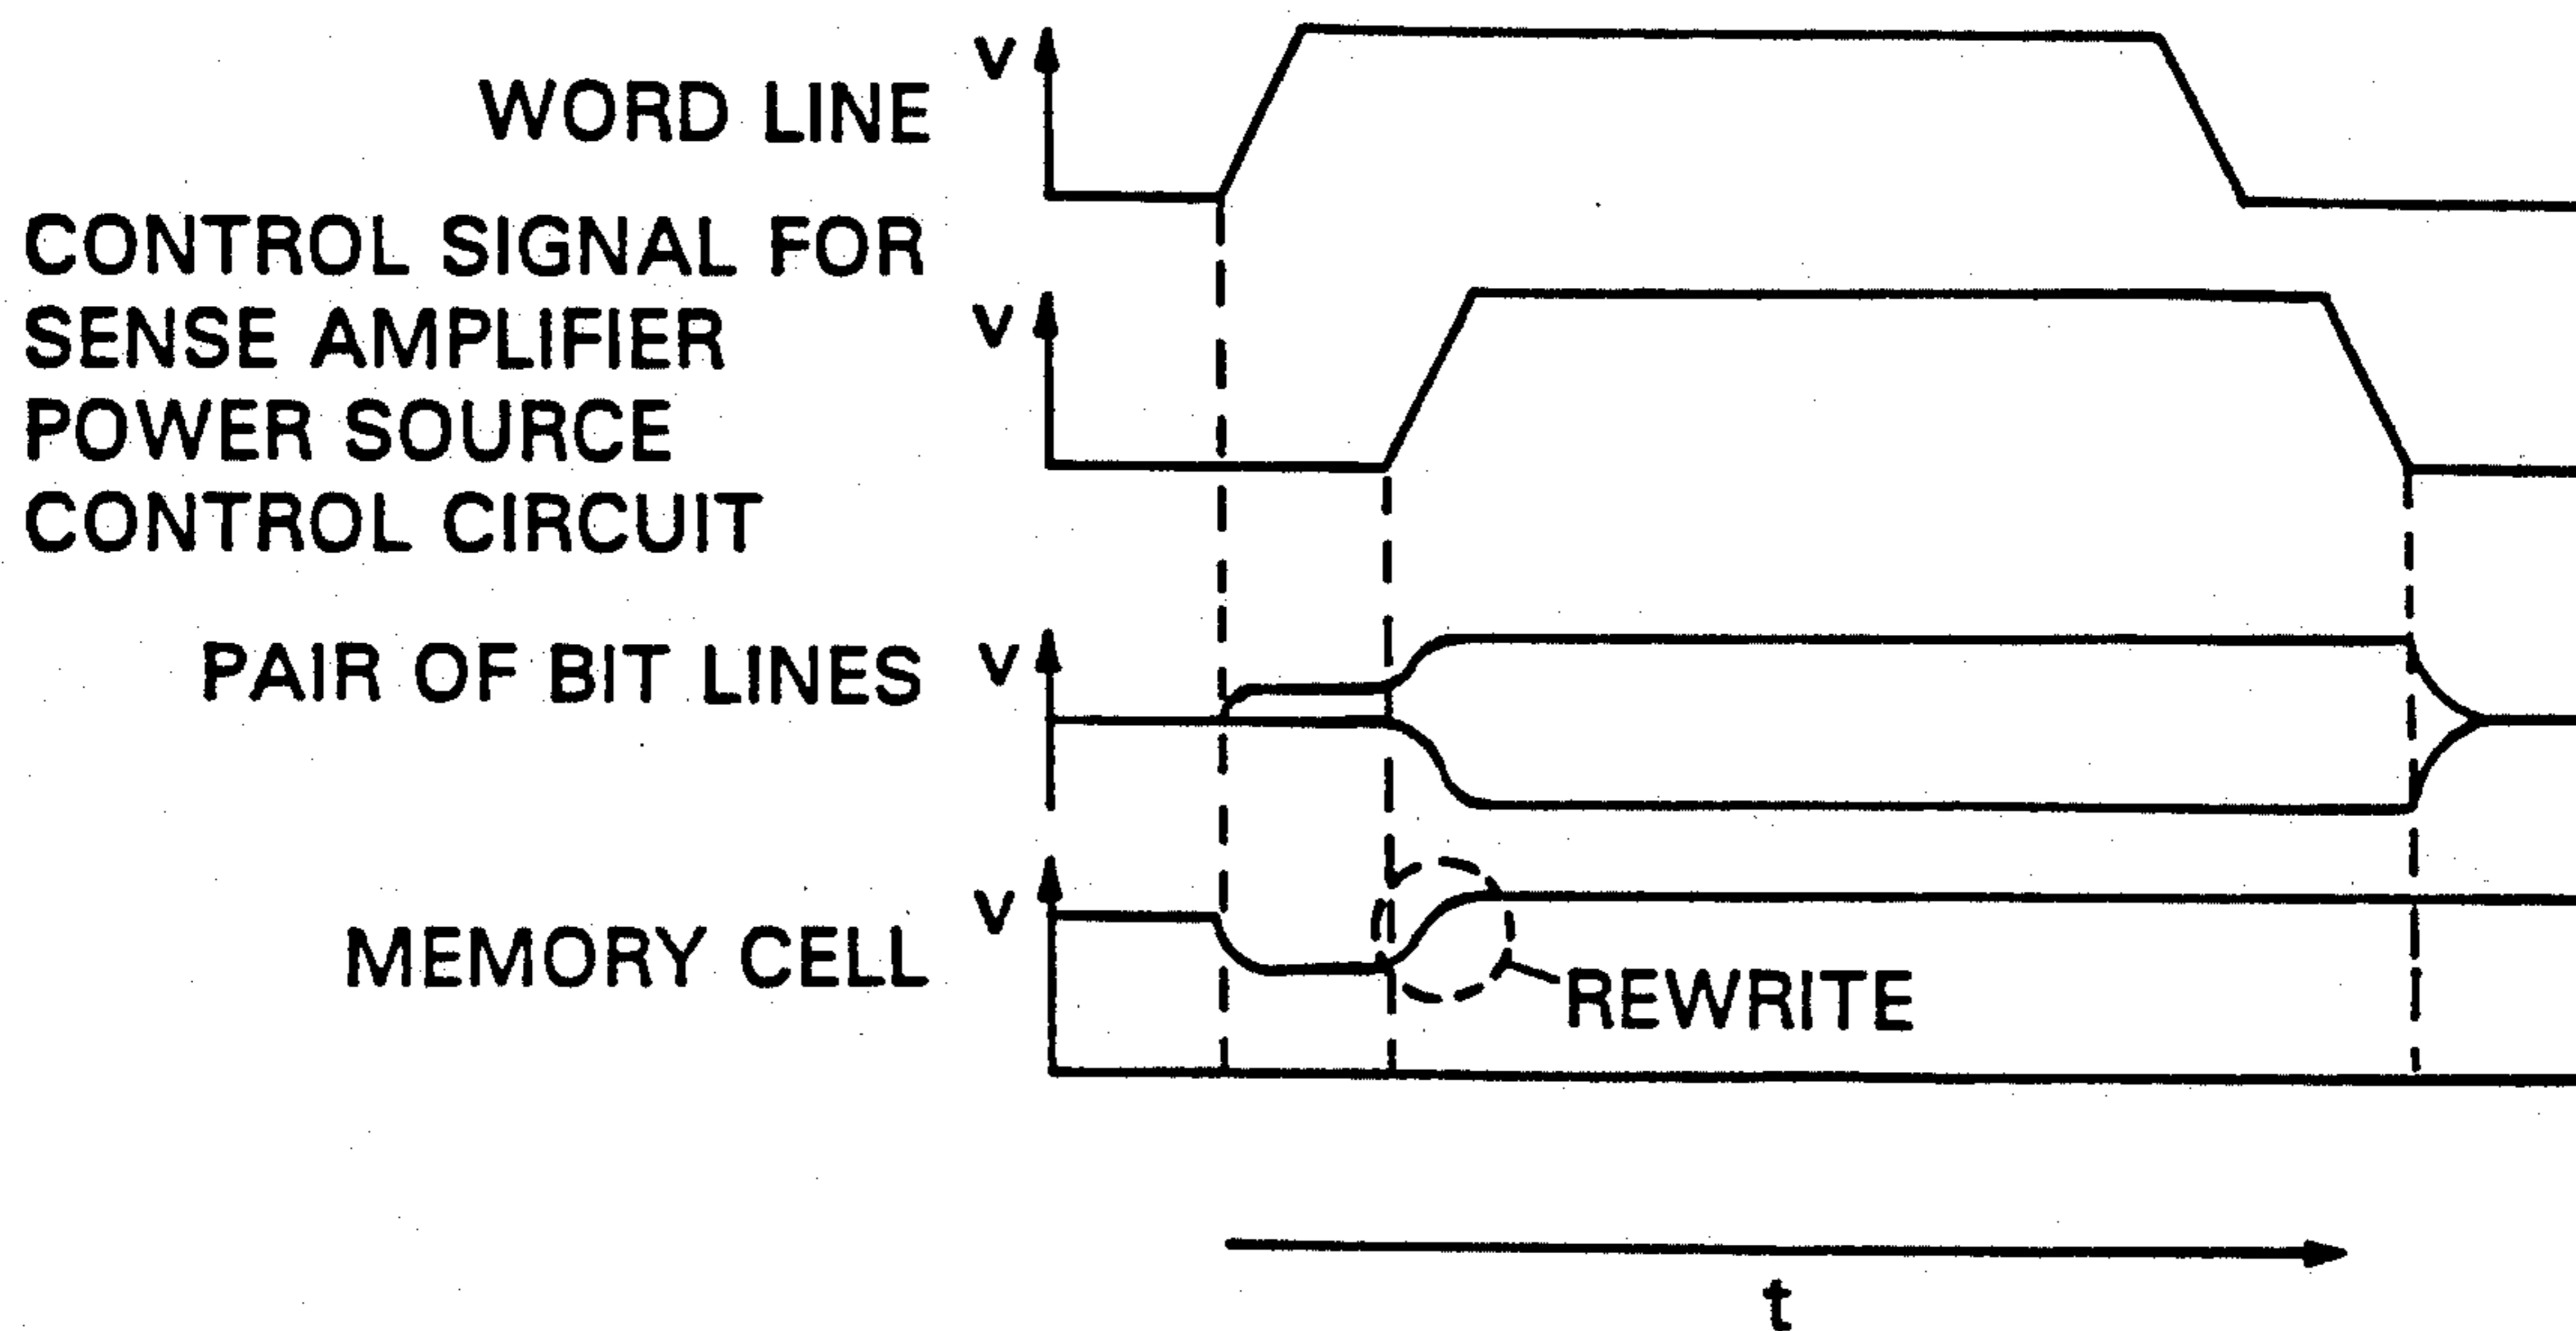 V
WORD LINE
CONTROL SIGNAL FOR
SENSE AMPLIFIER
POWER SOURCE
CONTROL CIRCUIT
V
PAIR OF BIT LINES
V
MEMORY CELL
V
REWRITE
t